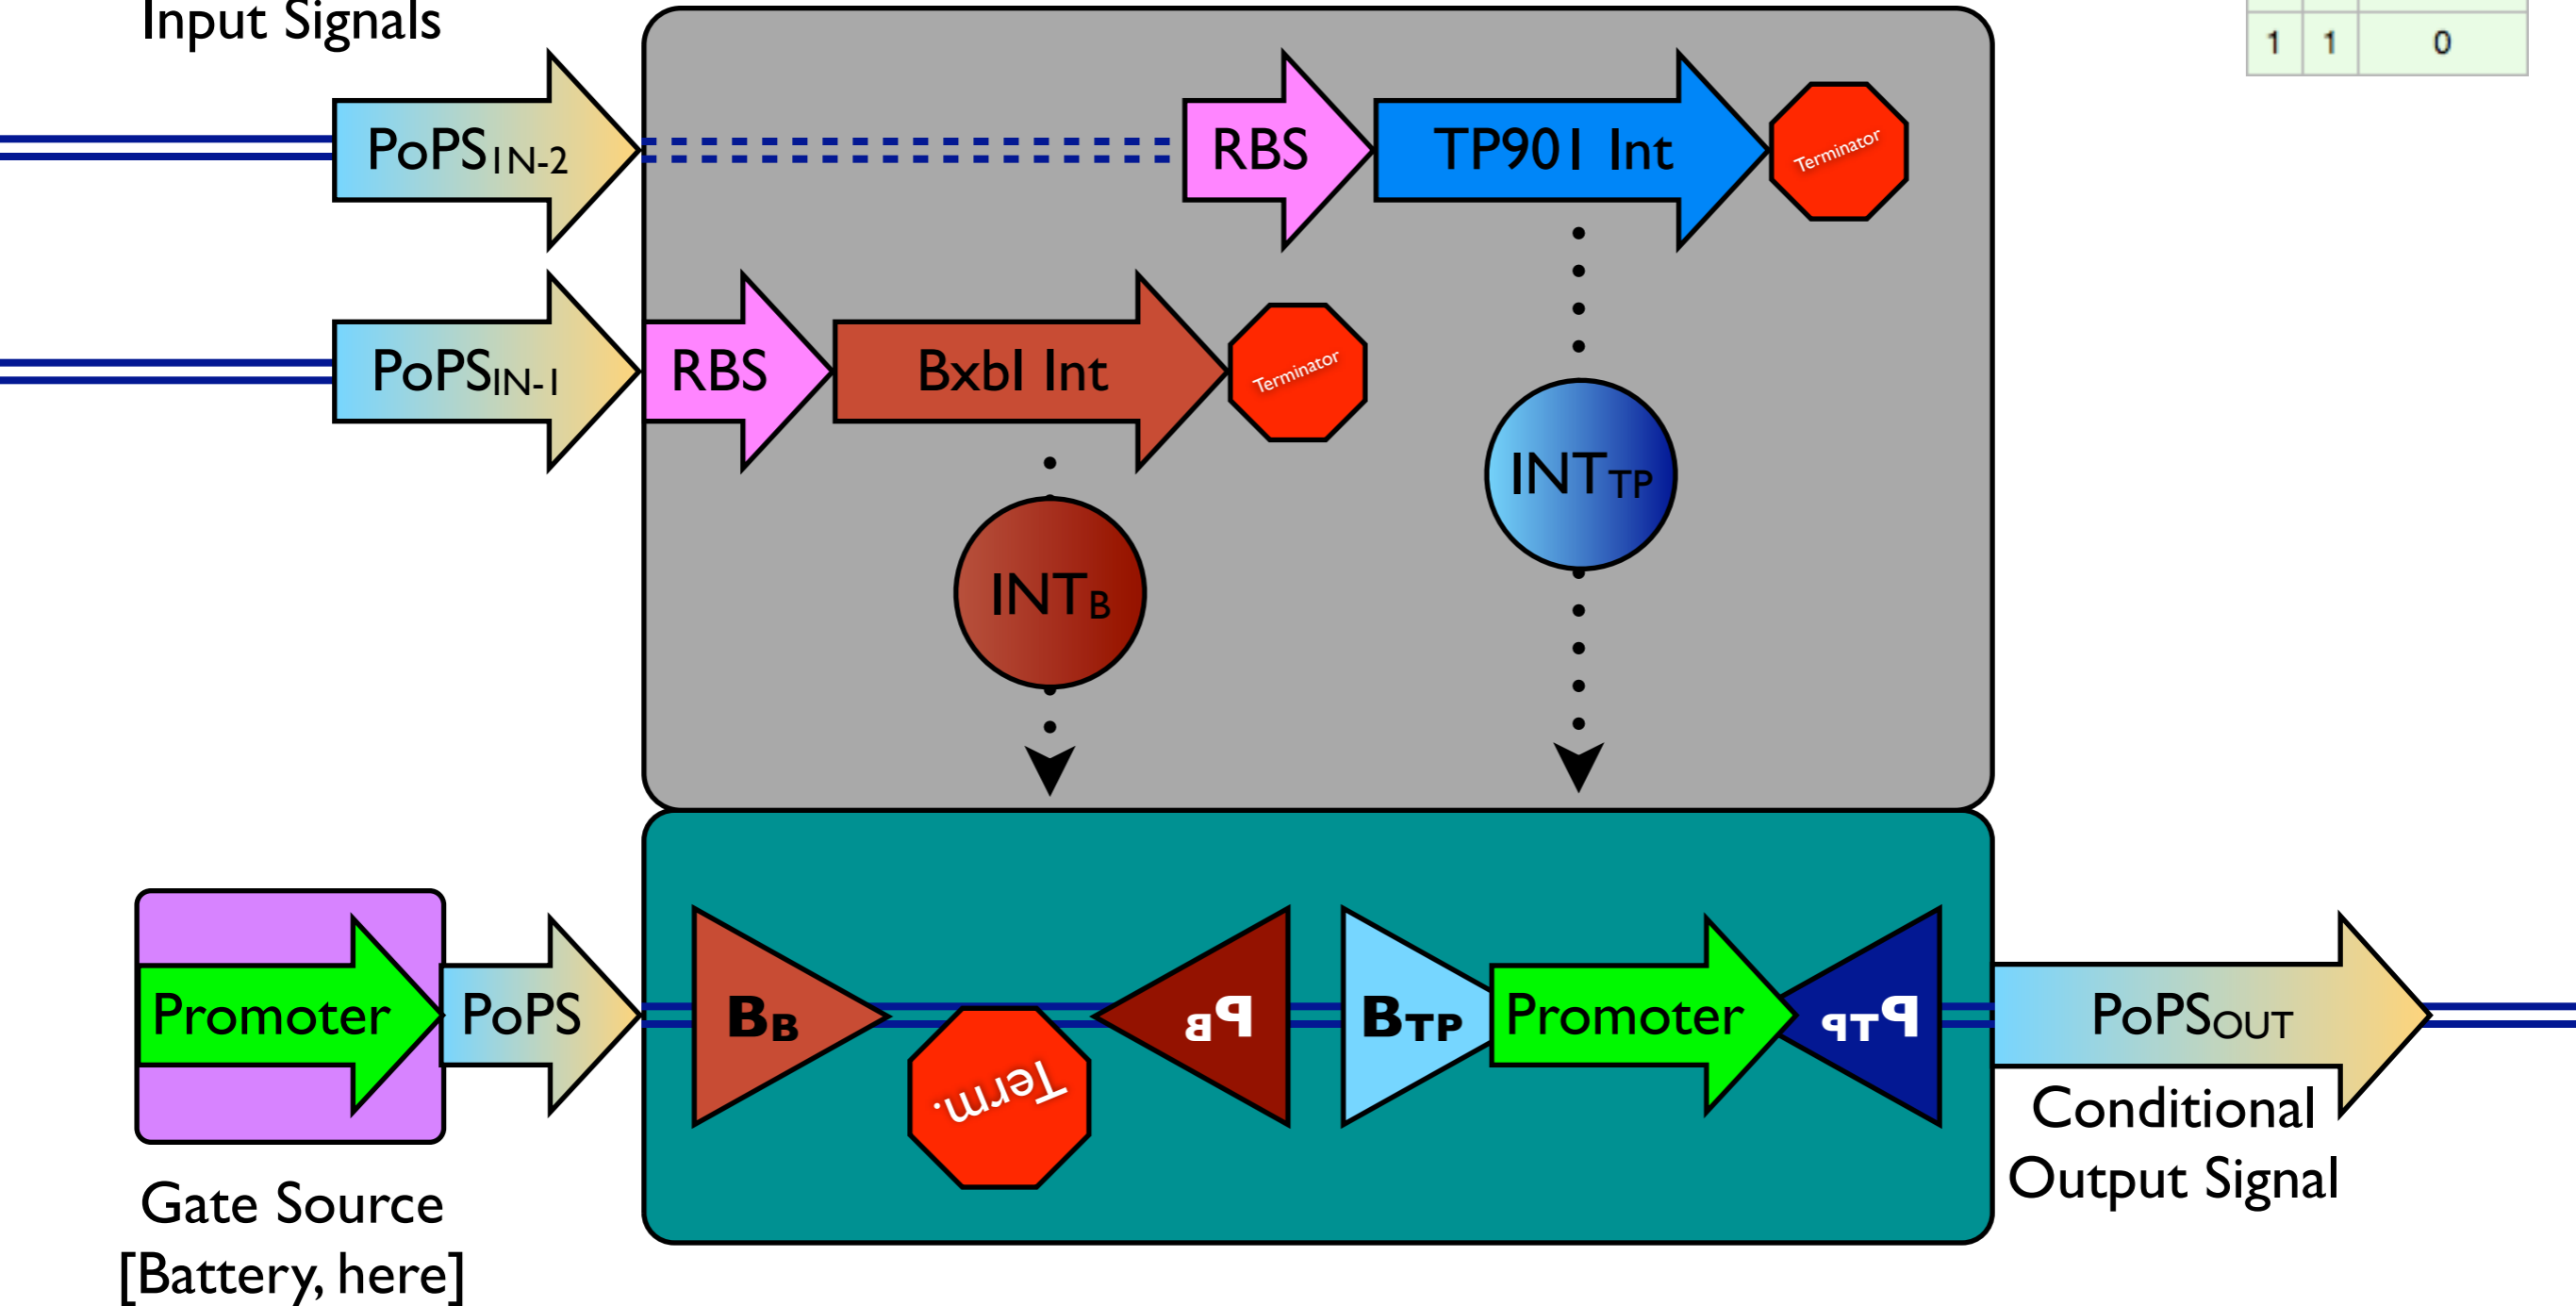 Input Signals
1 1 0
PoPSIN-2 RBS TP901 Int Terminator
PoPSIN-1 RBS BxbI Int Terminator
INTTP
INTB
Promoter PoPS BB Term. PB BTP Promoter PTP PoPSOUT
Conditional
Output Signal
Gate Source
[Battery, here]